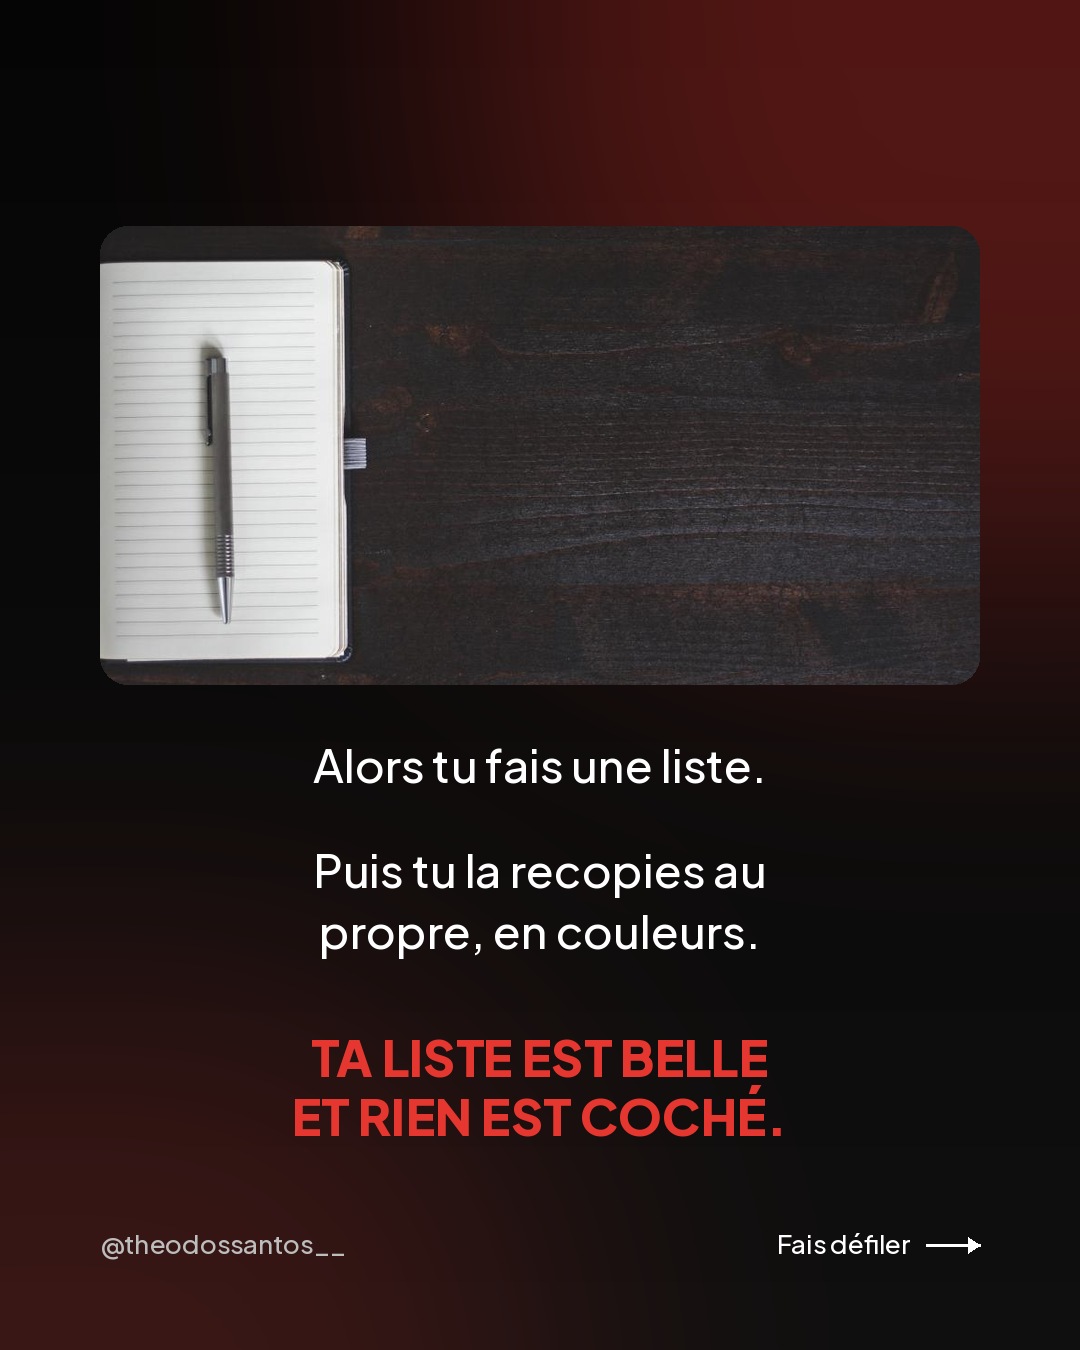 Alors tu fais une liste.
Puis tu la recopies au
propre, en couleurs.
TA LISTE EST BELLE
ET RIEN EST COCHÉ.
@theodossantos__
Fais défiler